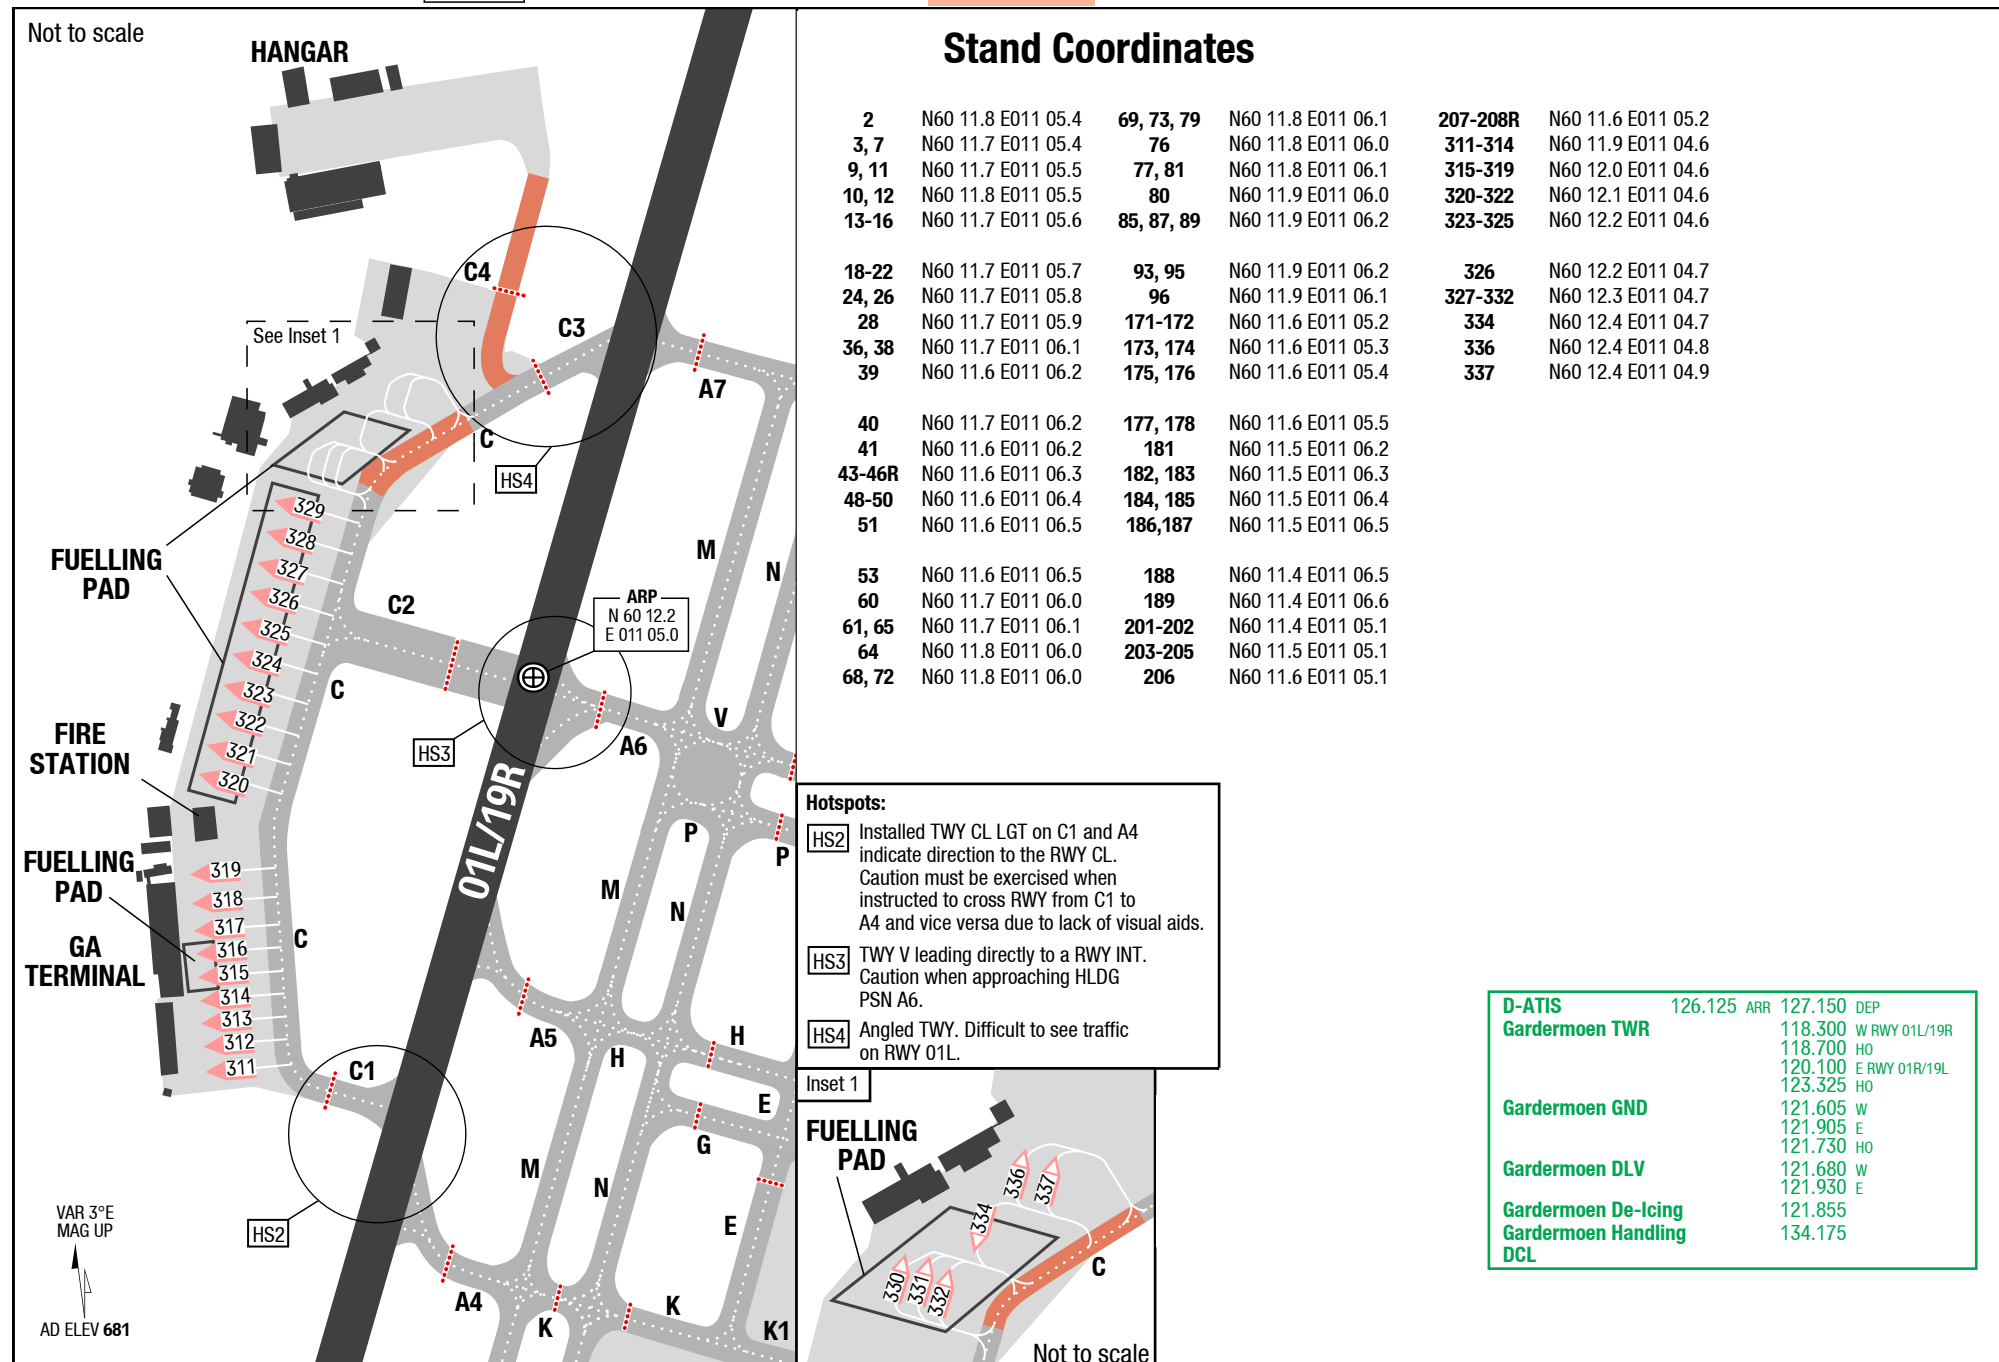 Not to scale
HANGAR
C4
C3
See Inset 1
A7
C
HS4
329
328
327
326
325
324
323
322
321
320
FUELLING
PAD
M
N
C2
ARP
N 60 12.2
E 011 05.0
C
V
A6
HS3
FIRE
STATION
01L/19R
P
P
FUELLING
PAD
319
318
317
316
315
314
313
312
311
M
N
C
GA
TERMINAL
A5
H
H
C1
E
G
M
N
E
HS2
VAR 3°E
MAG UP
A4
K
K
K1
AD ELEV 681
Stand Coordinates
2 N60 11.8 E011 05.4 69, 73, 79 N60 11.8 E011 06.1 207-208R N60 11.6 E011 05.2
3, 7 N60 11.7 E011 05.4 76 N60 11.8 E011 06.0 311-314 N60 11.9 E011 04.6
9, 11 N60 11.7 E011 05.5 77, 81 N60 11.8 E011 06.1 315-319 N60 12.0 E011 04.6
10, 12 N60 11.8 E011 05.5 80 N60 11.9 E011 06.0 320-322 N60 12.1 E011 04.6
13-16 N60 11.7 E011 05.6 85, 87, 89 N60 11.9 E011 06.2 323-325 N60 12.2 E011 04.6
18-22 N60 11.7 E011 05.7 93, 95 N60 11.9 E011 06.2 326 N60 12.2 E011 04.7
24, 26 N60 11.7 E011 05.8 96 N60 11.9 E011 06.1 327-332 N60 12.3 E011 04.7
28 N60 11.7 E011 05.9 171-172 N60 11.6 E011 05.2 334 N60 12.4 E011 04.7
36, 38 N60 11.7 E011 06.1 173, 174 N60 11.6 E011 05.3 336 N60 12.4 E011 04.8
39 N60 11.6 E011 06.2 175, 176 N60 11.6 E011 05.4 337 N60 12.4 E011 04.9
40 N60 11.7 E011 06.2 177, 178 N60 11.6 E011 05.5
41 N60 11.6 E011 06.2 181 N60 11.5 E011 06.2
43-46R N60 11.6 E011 06.3 182, 183 N60 11.5 E011 06.3
48-50 N60 11.6 E011 06.4 184, 185 N60 11.5 E011 06.4
51 N60 11.6 E011 06.5 186,187 N60 11.5 E011 06.5
53 N60 11.6 E011 06.5 188 N60 11.4 E011 06.5
60 N60 11.7 E011 06.0 189 N60 11.4 E011 06.6
61, 65 N60 11.7 E011 06.1 201-202 N60 11.4 E011 05.1
64 N60 11.8 E011 06.0 203-205 N60 11.5 E011 05.1
68, 72 N60 11.8 E011 06.0 206 N60 11.6 E011 05.1
Hotspots:
HS2 Installed TWY CL LGT on C1 and A4
indicate direction to the RWY CL.
Caution must be exercised when
instructed to cross RWY from C1 to
A4 and vice versa due to lack of visual aids.
HS3 TWY V leading directly to a RWY INT.
Caution when approaching HLDG
PSN A6.
HS4 Angled TWY. Difficult to see traffic
on RWY 01L.
Inset 1
FUELLING
PAD
336
337
334
330
331
332
C
Not to scale
D-ATIS 126.125 ARR 127.150 DEP
Gardermoen TWR 118.300 W RWY 01L/19R
118.700 HO
120.100 E RWY 01R/19L
123.325 HO
Gardermoen GND 121.605 W
121.905 E
121.730 HO
Gardermoen DLV 121.680 W
121.930 E
Gardermoen De-Icing 121.855
Gardermoen Handling 134.175
DCL